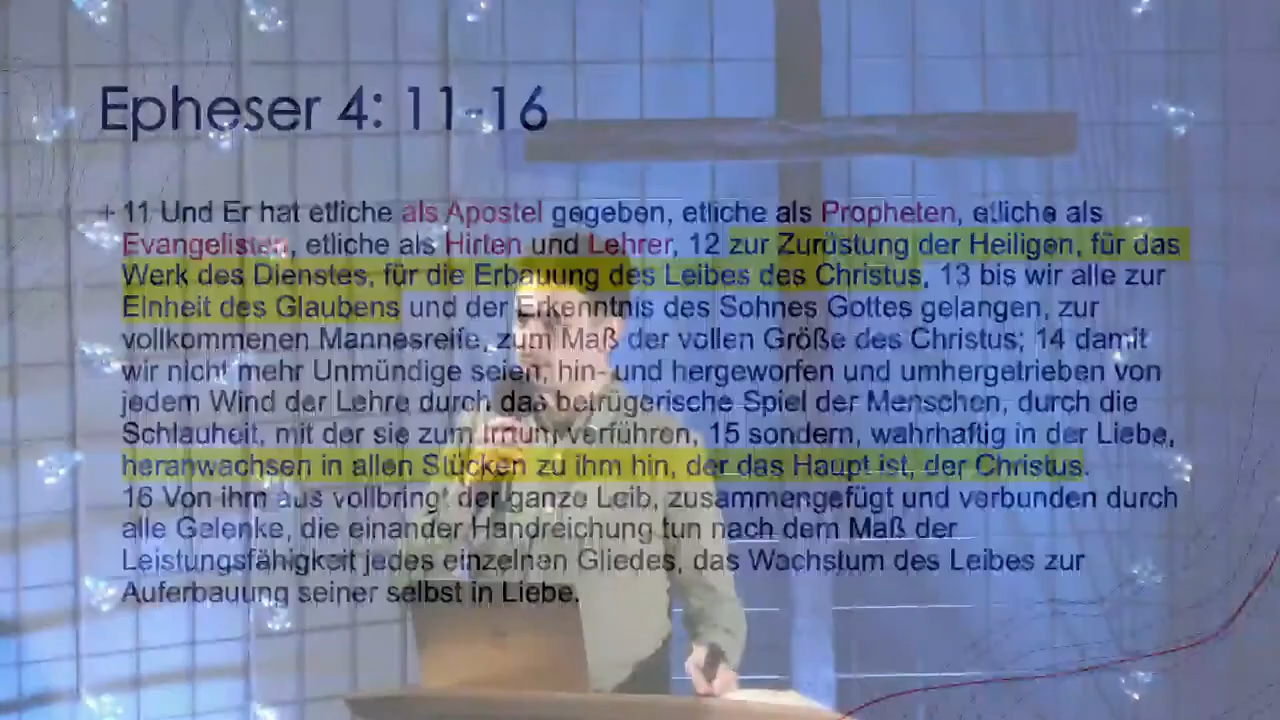 Epheser 4: 11-16
+ 11 Und Er hat etliche als Apostel gegeben, etliche als Propheten, etliche als
Evangelisten, etliche als Hirten und Lehrer, 12 zur Zurüstung der Heiligen, für das
Werk des Dienstes, für die Erbauung des Leibes des Christus, 13 bis wir alle zur
Einheit des Glaubens und der Erkenntnis des Sohnes Gottes gelangen, zur
vollkommenen Mannesreife, zum Maß der vollen Größe des Christus; 14 damit
wir nicht mehr Unmündige seien, hin- und hergeworfen und umhergetrieben von
jedem Wind der Lehre durch das betrügerische Spiel der Menschen, durch die
Schlauheit, mit der sie zum Irrtum verführen, 15 sondern, wahrhaftig in der Liebe,
heranwachsen in allen Stücken zu ihm hin, der das Haupt ist, der Christus.
16 Von ihm aus vollbringt der ganze Leib, zusammengefügt und verbunden durch
alle Gelenke, die einander Handreichung tun nach dem Maß der
Leistungsfähigkeit jedes einzelnen Gliedes, das Wachstum des Leibes zur
Auferbauung seiner selbst in Liebe.